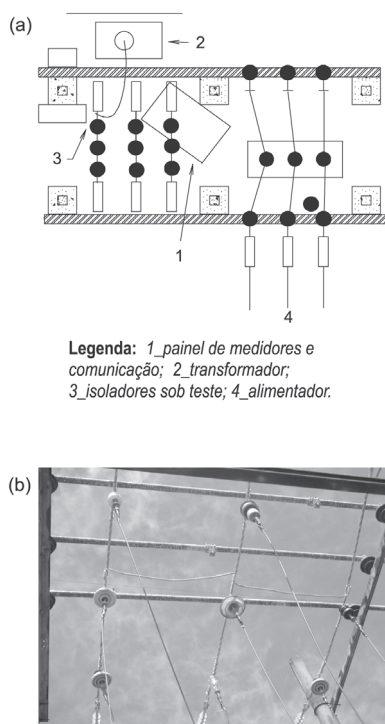 (a)
2
3
1
4
Legenda: 1_painel de medidores e
comunicação; 2_transformador;
3_isoladores sob teste; 4_alimentador.
(b)